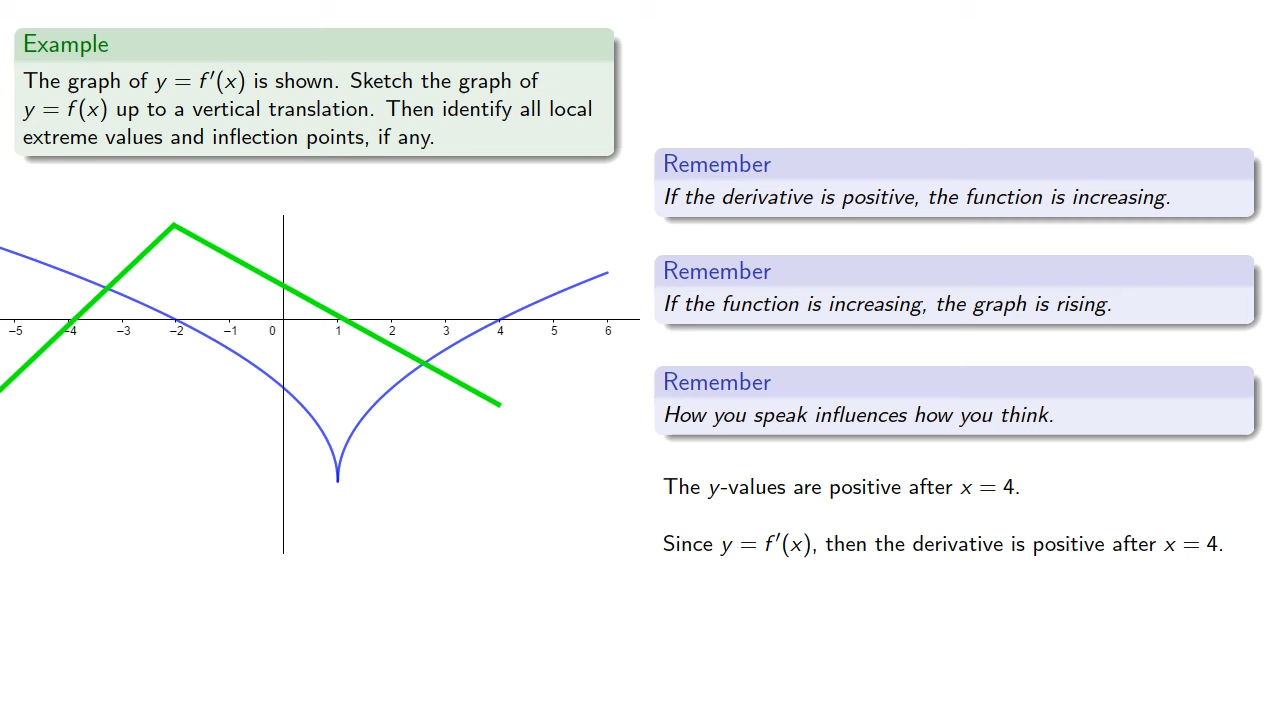 Example
The graph of y = f′(x) is shown. Sketch the graph of
y = f(x) up to a vertical translation. Then identify all local
extreme values and inflection points, if any.
Remember
If the derivative is positive, the function is increasing.
Remember
If the function is increasing, the graph is rising.
Remember
How you speak influences how you think.
The y-values are positive after x = 4.
Since y = f′(x), then the derivative is positive after x = 4.
−5 −4 −3 −2 −1 0 1 2 3 4 5 6